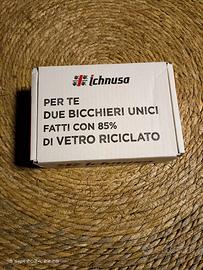 ichnusa
PER TE
DUE BICCHIERI UNICI
FATTI CON 85%
DI VETRO RICICLATO